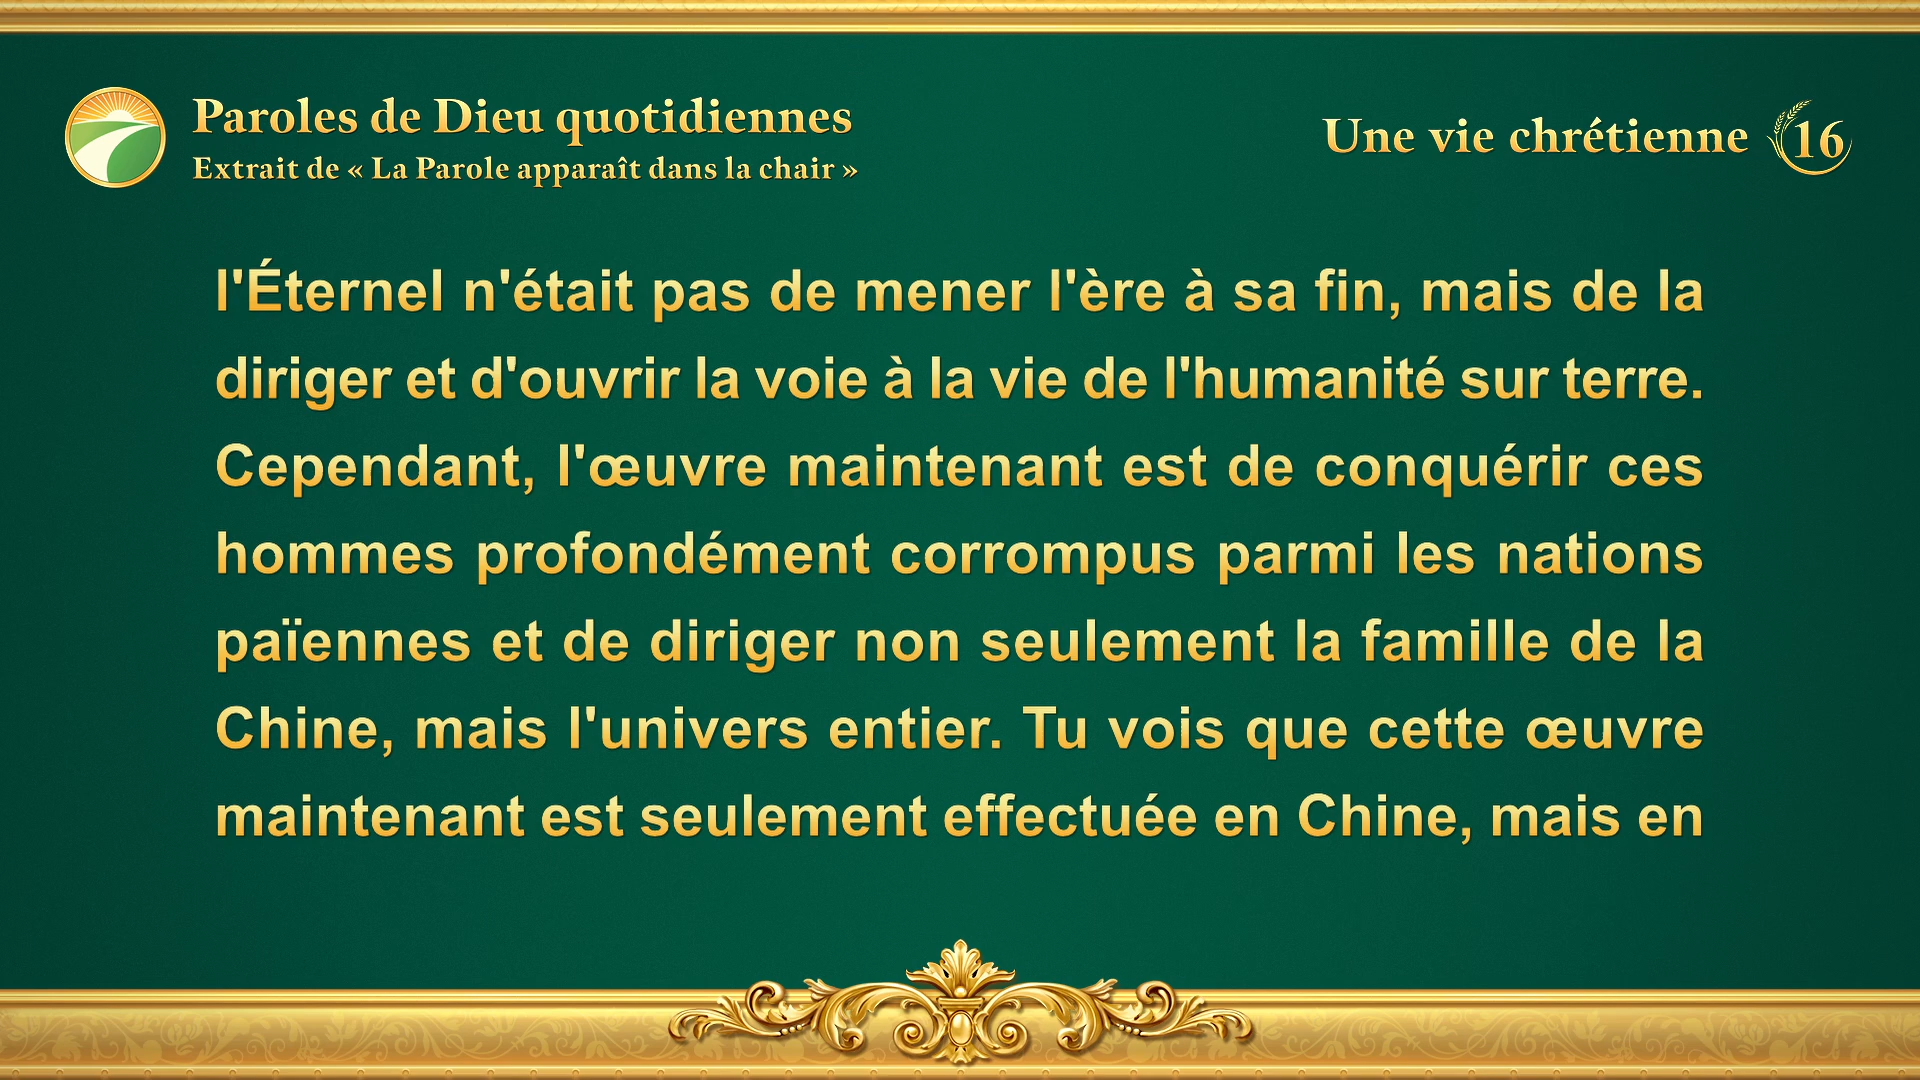 Paroles de Dieu quotidiennes
Extrait de « La Parole apparaît dans la chair »
Une vie chrétienne 16
l'Éternel n'était pas de mener l'ère à sa fin, mais de la
diriger et d'ouvrir la voie à la vie de l'humanité sur terre.
Cependant, l'œuvre maintenant est de conquérir ces
hommes profondément corrompus parmi les nations
païennes et de diriger non seulement la famille de la
Chine, mais l'univers entier. Tu vois que cette œuvre
maintenant est seulement effectuée en Chine, mais en